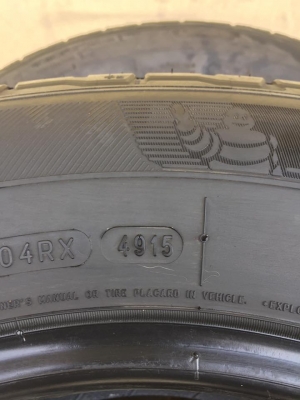 04RX 4915
MANUAL OR TIRE PLACARD IN VEHICLE.